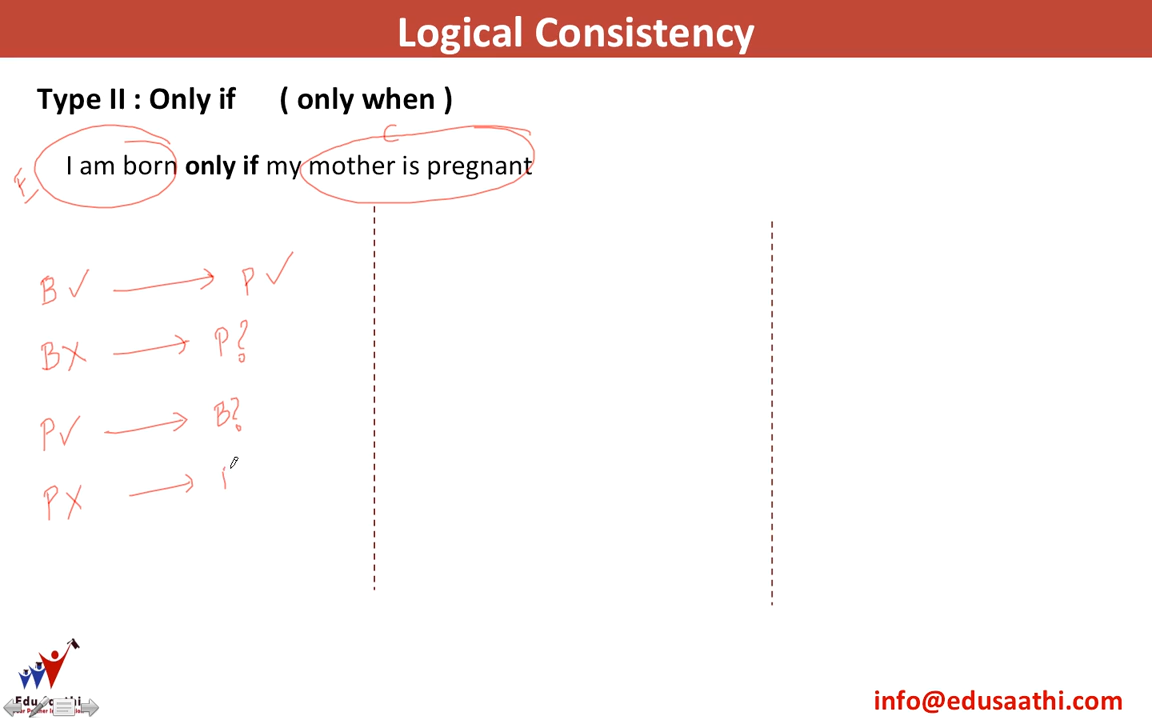 Logical Consistency
Type II : Only if ( only when )
C
I am born only if my mother is pregnant
E
B ✓ → P ✓
B X → P ?
P ✓ → B ?
P X →
info@edusaathi.com